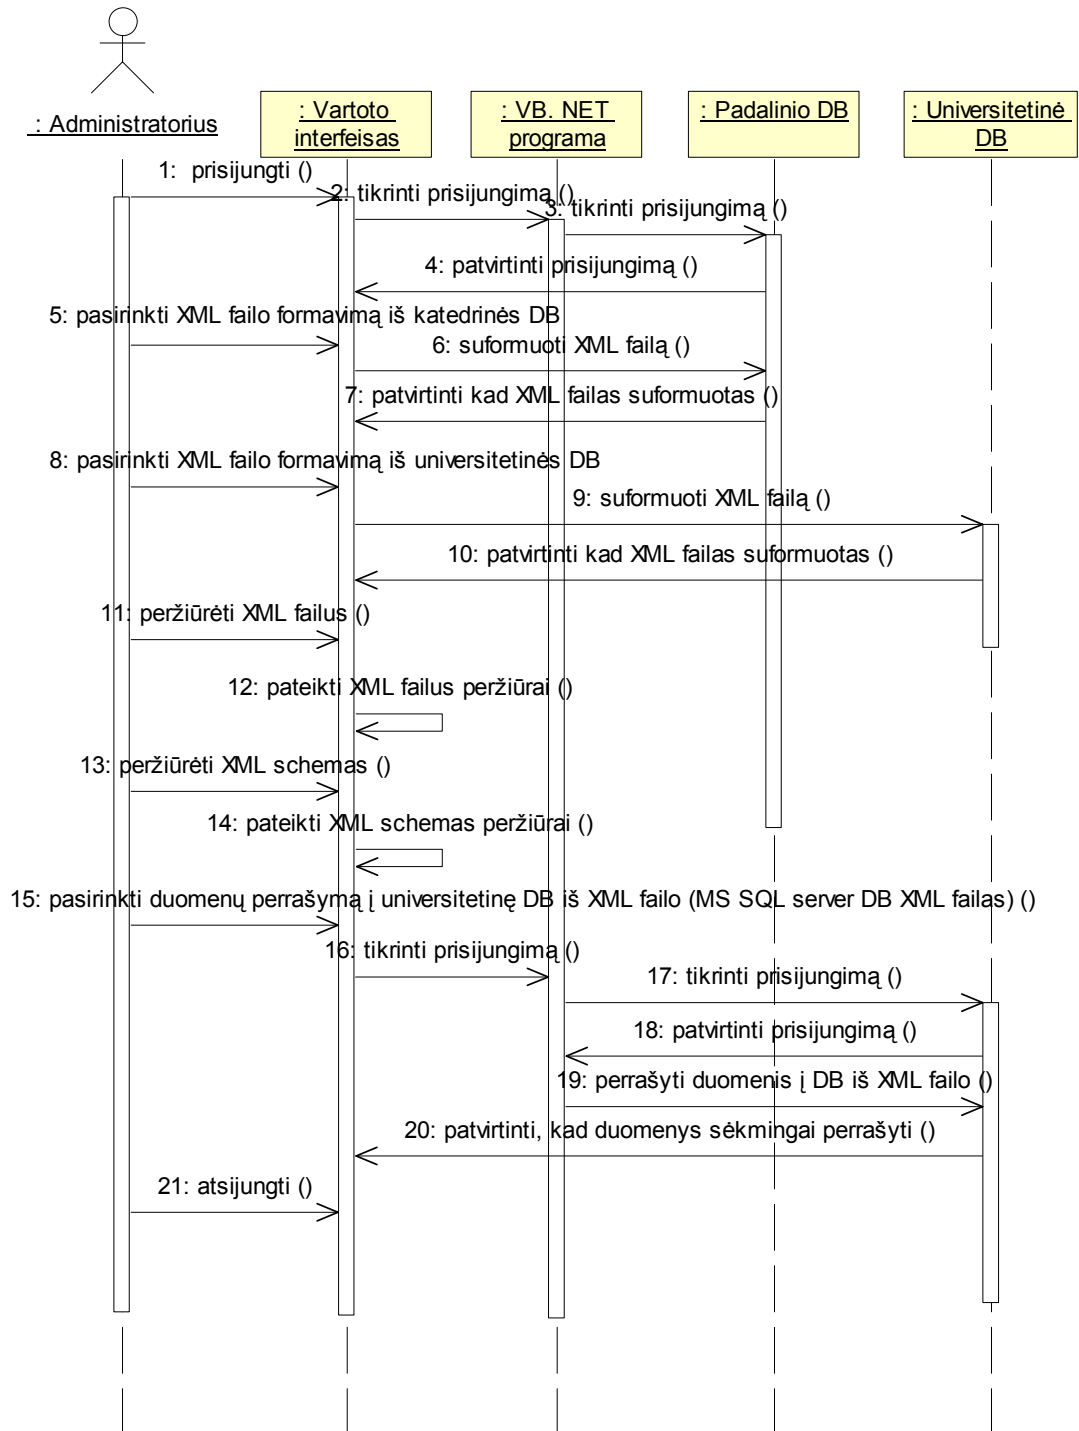 : Administratorius
: Vartoto
interfeisas
: VB. NET
programa
: Padalinio DB
: Universitetinė
DB
1:  prisijungti ()
2: tikrinti prisijungimą ()
3: tikrinti prisijungimą ()
4: patvirtinti prisijungimą ()
5: pasirinkti XML failo formavimą iš katedrinės DB
6: suformuoti XML failą ()
7: patvirtinti kad XML failas suformuotas ()
8: pasirinkti XML failo formavimą iš universitetinės DB
9: suformuoti XML failą ()
10: patvirtinti kad XML failas suformuotas ()
11: peržiūrėti XML failus ()
12: pateikti XML failus peržiūrai ()
13: peržiūrėti XML schemas ()
14: pateikti XML schemas peržiūrai ()
15: pasirinkti duomenų perrašymą į universitetinę DB iš XML failo (MS SQL server DB XML failas) ()
16: tikrinti prisijungimą ()
17: tikrinti prisijungimą ()
18: patvirtinti prisijungimą ()
19: perrašyti duomenis į DB iš XML failo ()
20: patvirtinti, kad duomenys sėkmingai perrašyti ()
21: atsijungti ()